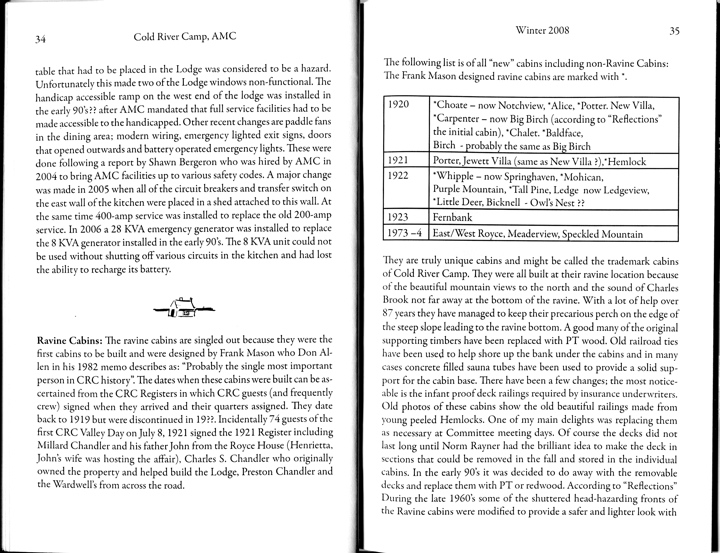 34
Cold River Camp, AMC
table that had to be placed in the Lodge was considered to be a hazard.
Unfortunately this made two of the Lodge windows non-functional. The
handicap accessible ramp on the west end of the lodge was installed in
the early 90's?? after AMC mandated that full service facilities had to be
made accessible to the handicapped. Other recent changes are paddle fans
in the dining area; modern wiring, emergency lighted exit signs, doors
that opened outwards and battery operated emergency lights. These were
done following a report by Shawn Bergeron who was hired by AMC in
2004 to bring AMC facilities up to various safety codes. A major change
was made in 2005 when all of the circuit breakers and transfer switch on
the east wall of the kitchen were placed in a shed attached to this wall. At
the same time 400-amp service was installed to replace the old 200-amp
service. In 2006 a 28 KVA emergency generator was installed to replace
the 8 KVA generator installed in the early 90's. The 8 KVA unit could not
be used without shutting off various circuits in the kitchen and had lost
the ability to recharge its battery.
Ravine Cabins: The ravine cabins are singled out because they were the
first cabins to be built and were designed by Frank Mason who Don Al-
len in his 1982 memo describes as: "Probably the single most important
person in CRC history". The dates when these cabins were built can be as-
certained from the CRC Registers in which CRC guests (and frequently
crew) signed when they arrived and their quarters assigned. They date
back to 1919 but were discontinued in 19??. Incidentally 74 guests of the
first CRC Valley Day on July 8, 1921 signed the 1921 Register including
Millard Chandler and his father John from the Royce House (Henrietta,
John's wife was hosting the affair), Charles S. Chandler who originally
owned the property and helped build the Lodge, Preston Chandler and
the Wardwell's from across the road.
Winter 2008
35
The following list is of all "new" cabins including non-Ravine Cabins:
The Frank Mason designed ravine cabins are marked with *.
1920 *Choate – now Notchview, *Alice, *Potter. New Villa,
*Carpenter – now Big Birch (according to "Reflections"
the initial cabin), *Chalet. *Baldface,
Birch - probably the same as Big Birch
1921 Porter, Jewett Villa (same as New Villa ?),*Hemlock
1922 *Whipple – now Springhaven, *Mohican,
Purple Mountain, *Tall Pine, Ledge now Ledgeview,
*Little Deer, Bicknell - Owl's Nest ??
1923 Fernbank
1973 –4 East/West Royce, Meaderview, Speckled Mountain
They are truly unique cabins and might be called the trademark cabins
of Cold River Camp. They were all built at their ravine location because
of the beautiful mountain views to the north and the sound of Charles
Brook not far away at the bottom of the ravine. With a lot of help over
87 years they have managed to keep their precarious perch on the edge of
the steep slope leading to the ravine bottom. A good many of the original
supporting timbers have been replaced with PT wood. Old railroad ties
have been used to help shore up the bank under the cabins and in many
cases concrete filled sauna tubes have been used to provide a solid sup-
port for the cabin base. There have been a few changes; the most notice-
able is the infant proof deck railings required by insurance underwriters.
Old photos of these cabins show the old beautiful railings made from
young peeled Hemlocks. One of my main delights was replacing them
as necessary at Committee meeting days. Of course the decks did not
last long until Norm Rayner had the brilliant idea to make the deck in
sections that could be removed in the fall and stored in the individual
cabins. In the early 90's it was decided to do away with the removable
decks and replace them with PT or redwood. According to "Reflections"
During the late 1960's some of the shuttered head-hazarding fronts of
the Ravine cabins were modified to provide a safer and lighter look with